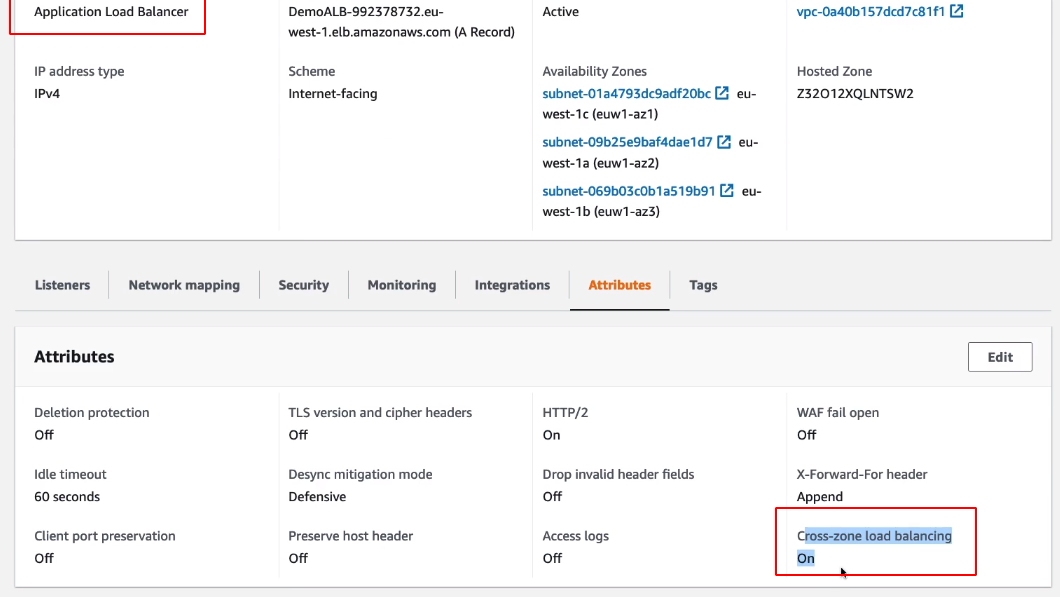 Application Load Balancer
DemoALB-992378732.eu-
west-1.elb.amazonaws.com (A Record)
Active
vpc-0a40b157dcd7c81f1
IP address type
IPv4
Scheme
Internet-facing
Availability Zones
subnet-01a4793dc9adf20bc eu-
west-1c (euw1-az1)
subnet-09b25e9baf4dae1d7 eu-
west-1a (euw1-az2)
subnet-069b03c0b1a519b91 eu-
west-1b (euw1-az3)
Hosted Zone
Z32O12XQLNTSW2
Listeners
Network mapping
Security
Monitoring
Integrations
Attributes
Tags
Attributes
Edit
Deletion protection
Off
TLS version and cipher headers
Off
HTTP/2
On
WAF fail open
Off
Idle timeout
60 seconds
Desync mitigation mode
Defensive
Drop invalid header fields
Off
X-Forward-For header
Append
Client port preservation
Off
Preserve host header
Off
Access logs
Off
Cross-zone load balancing
On